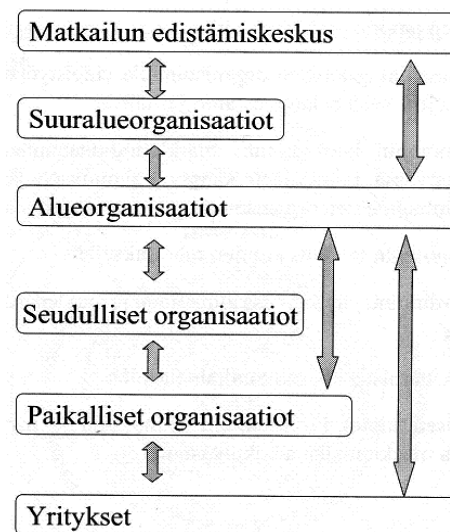 Matkailun edistämiskeskus
Suuralueorganisaatiot
Alueorganisaatiot
Seudulliset organisaatiot
Paikalliset organisaatiot
Yritykset